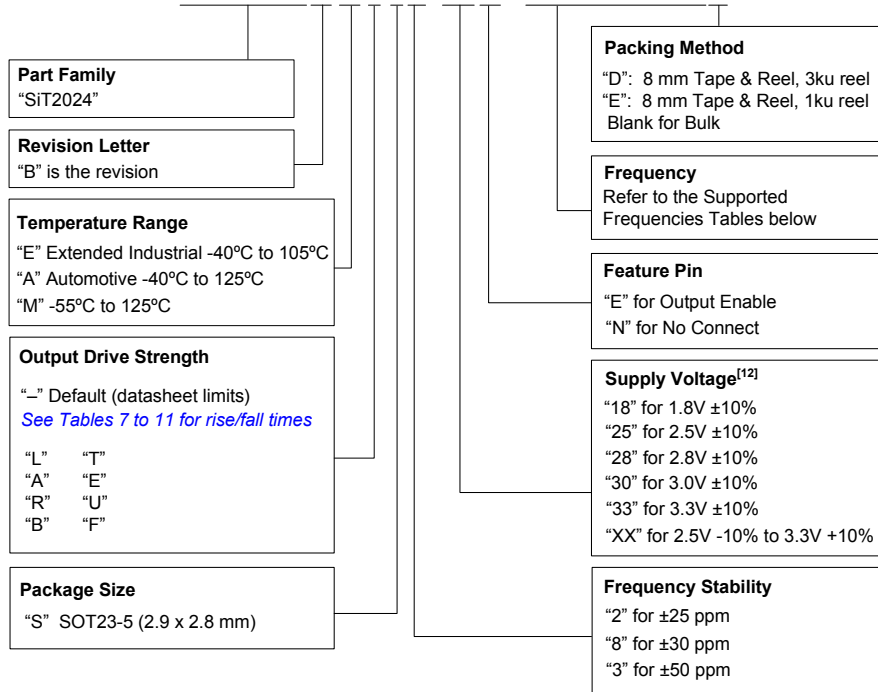 Part Family
“SiT2024”
Revision Letter
“B” is the revision
Temperature Range
“E” Extended Industrial -40ºC to 105ºC
“A” Automotive -40ºC to 125ºC
“M” -55ºC to 125ºC
Output Drive Strength
“–” Default (datasheet limits)
See Tables 7 to 11 for rise/fall times
“L” “T”
“A” “E”
“R” “U”
“B” “F”
Package Size
“S” SOT23-5 (2.9 x 2.8 mm)
Packing Method
“D”: 8 mm Tape & Reel, 3ku reel
“E”: 8 mm Tape & Reel, 1ku reel
Blank for Bulk
Frequency
Refer to the Supported
Frequencies Tables below
Feature Pin
“E” for Output Enable
“N” for No Connect
Supply Voltage[12]
“18” for 1.8V ±10%
“25” for 2.5V ±10%
“28” for 2.8V ±10%
“30” for 3.0V ±10%
“33” for 3.3V ±10%
“XX” for 2.5V -10% to 3.3V +10%
Frequency Stability
“2” for ±25 ppm
“8” for ±30 ppm
“3” for ±50 ppm